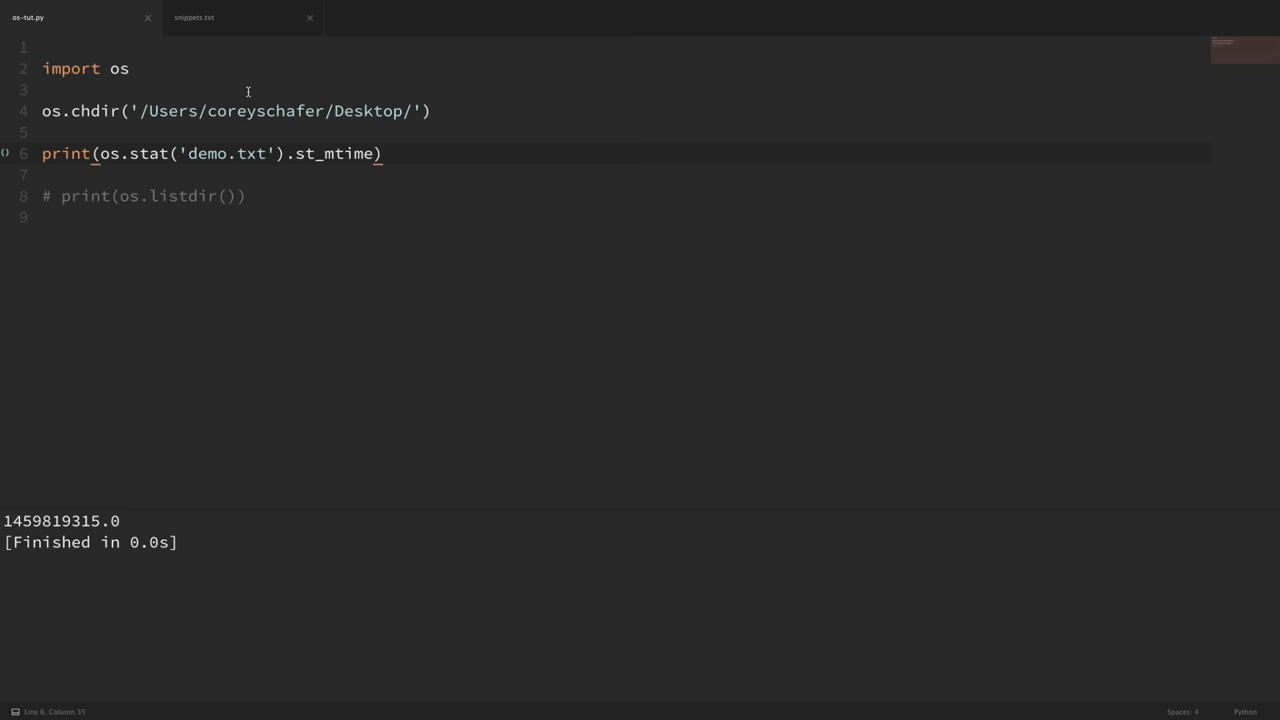 os-tut.py
snippets.txt
1
2 import os
3
4 os.chdir('/Users/coreyschafer/Desktop/')
5
() 6 print(os.stat('demo.txt').st_mtime)
7
8 # print(os.listdir())
9
1459819315.0
[Finished in 0.0s]
Line 6, Column 35
Spaces: 4
Python